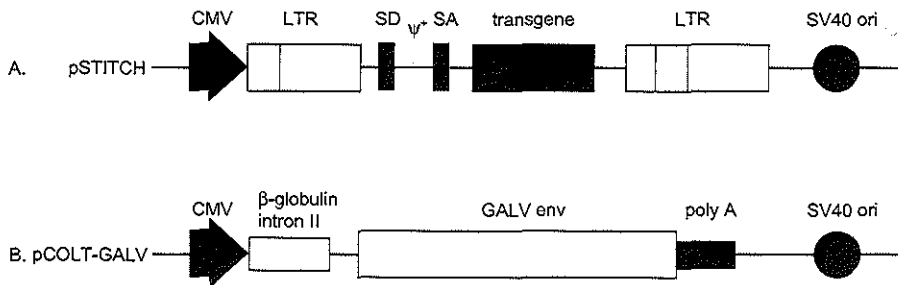 CMV LTR SD ψ+ SA transgene LTR SV40 ori
A. pSTITCH
CMV β-globulin intron II GALV env poly A SV40 ori
B. pCOLT-GALV